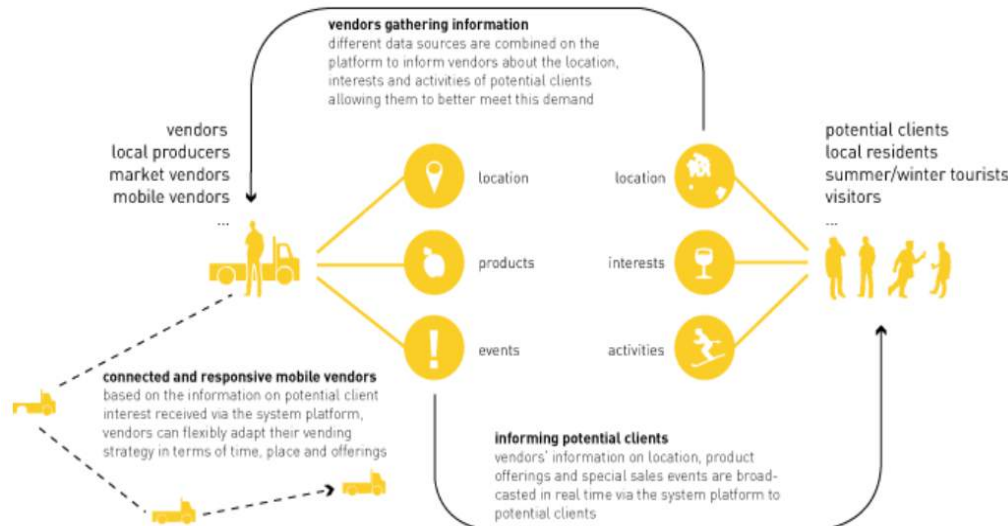 vendors gathering information
different data sources are combined on the
platform to inform vendors about the location,
interests and activities of potential clients
allowing them to better meet this demand
vendors
local producers
market vendors
mobile vendors
...
location
products
events
location
interests
activities
potential clients
local residents
summer/winter tourists
visitors
...
connected and responsive mobile vendors
based on the information on potential client
interest received via the system platform,
vendors can flexibly adapt their vending
strategy in terms of time, place and offerings
informing potential clients
vendors' information on location, product
offerings and special sales events are broad-
casted in real time via the system platform to
potential clients